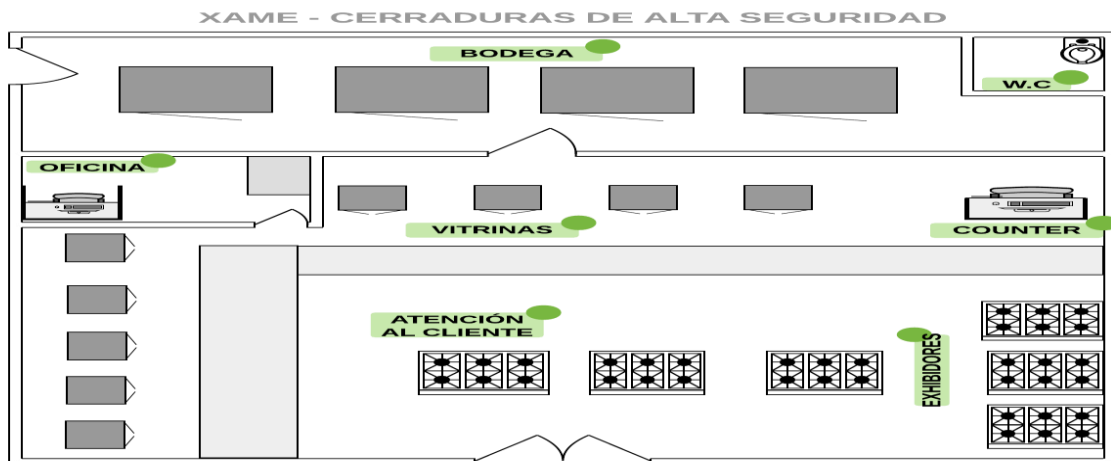 XAME - CERRADURAS DE ALTA SEGURIDAD
BODEGA
W.C
OFICINA
VITRINAS
COUNTER
ATENCIÓN
AL CLIENTE
EXHIBIDORES